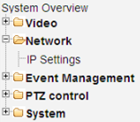 System Overview
Video
Network
IP Settings
Event Management
PTZ control
System